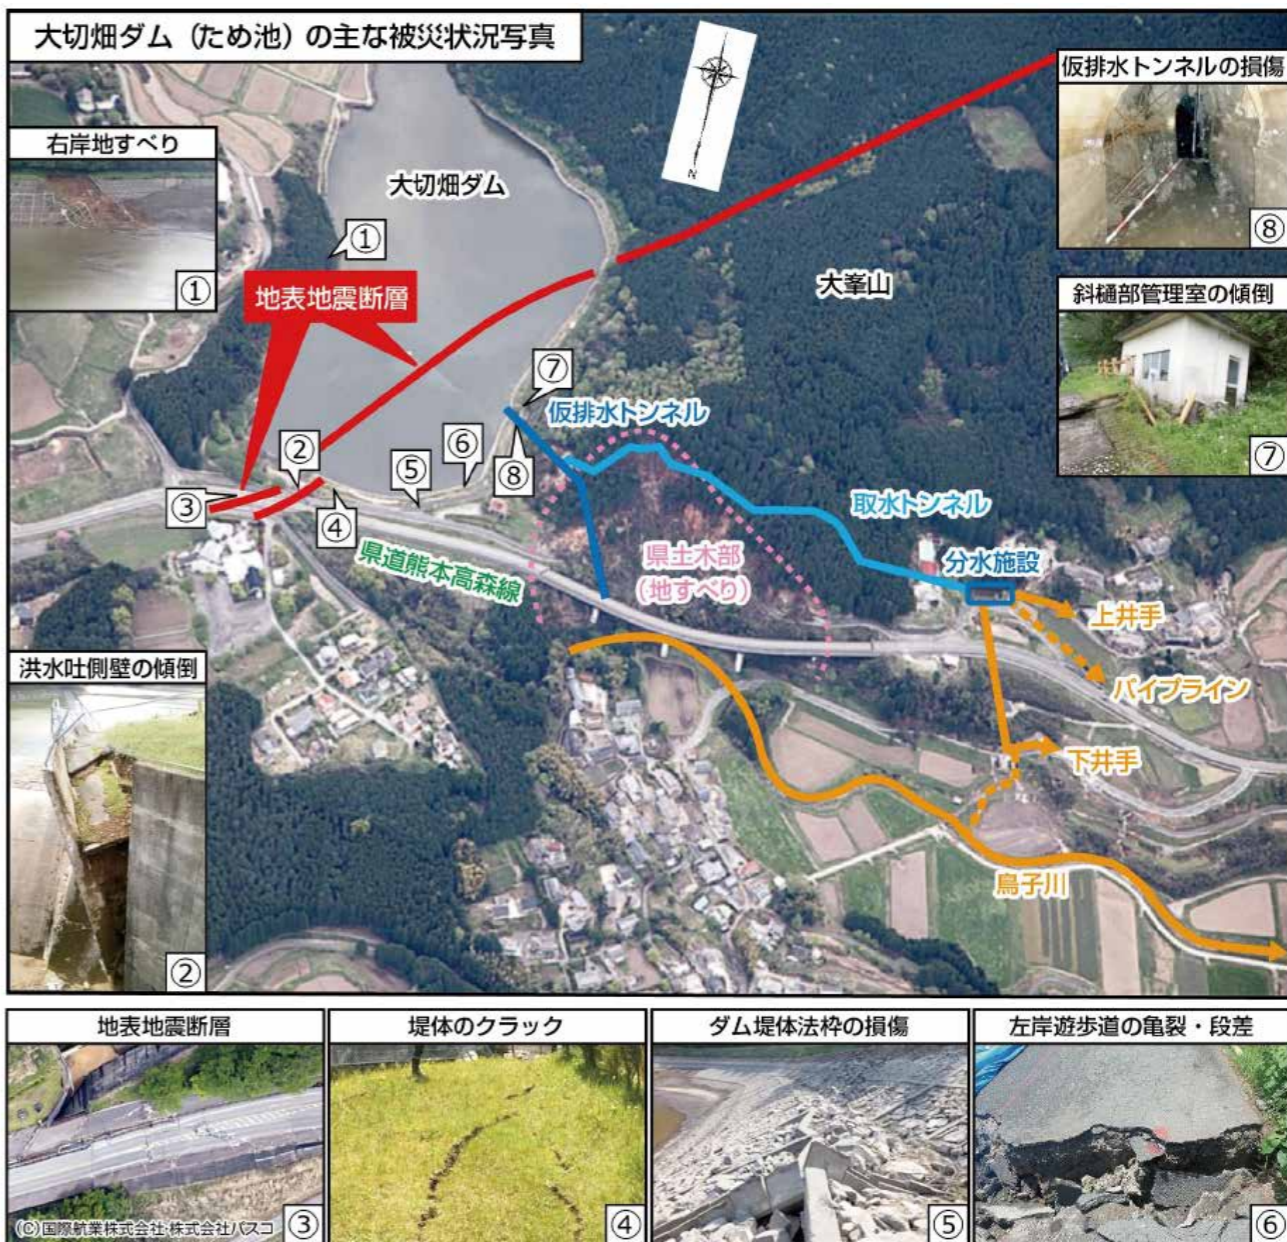 大切畑ダム（ため池）の主な被災状況写真
N
仮排水トンネルの損傷
⑧
右岸地すべり
①
大切畑ダム
①
地表地震断層
大峯山
斜樋部管理室の傾倒
⑦
⑦
仮排水トンネル
⑧
⑥
⑤
②
③
④
県道熊本高森線
県土木部
（地すべり）
取水トンネル
分水施設
上井手
パイプライン
下井手
鳥子川
洪水吐側壁の傾倒
②
地表地震断層
(C)国際航業株式会社・株式会社パスコ
③
堤体のクラック
④
ダム堤体法枠の損傷
⑤
左岸遊歩道の亀裂・段差
⑥